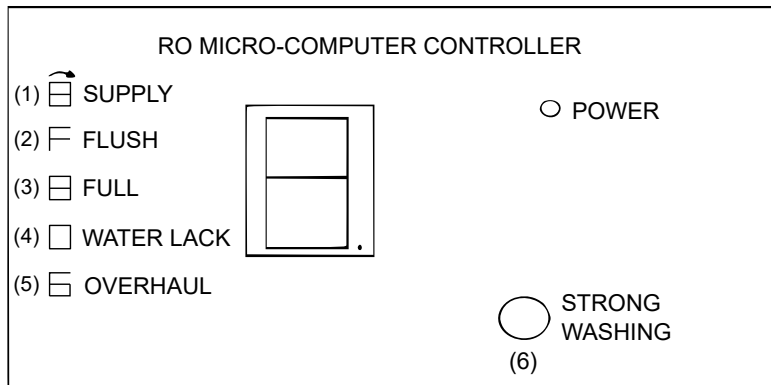 RO MICRO-COMPUTER CONTROLLER
(1) SUPPLY
POWER
(2) F FLUSH
(3) 8 FULL
(4) WATER LACK
(5) OVERHAUL
STRONG
WASHING
(6)